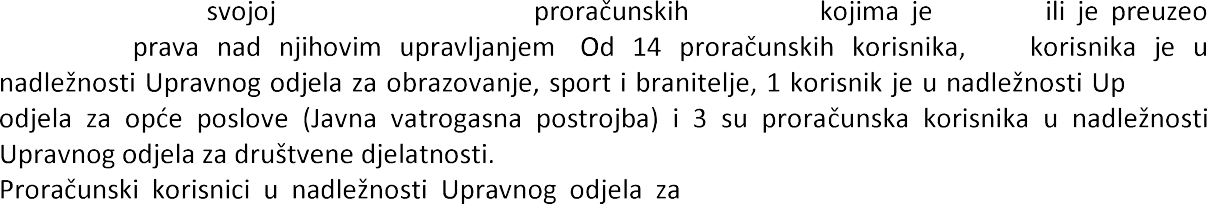 svojoj proračunskih kojima je ili je preuzeo
prava nad njihovim upravljanjem Od 14 proračunskih korisnika, korisnika je u
nadležnosti Upravnog odjela za obrazovanje, sport i branitelje, 1 korisnik je u nadležnosti Up
odjela za opće poslove (Javna vatrogasna postrojba) i 3 su proračunska korisnika u nadležnosti
Upravnog odjela za društvene djelatnosti.
Proračunski korisnici u nadležnosti Upravnog odjela za